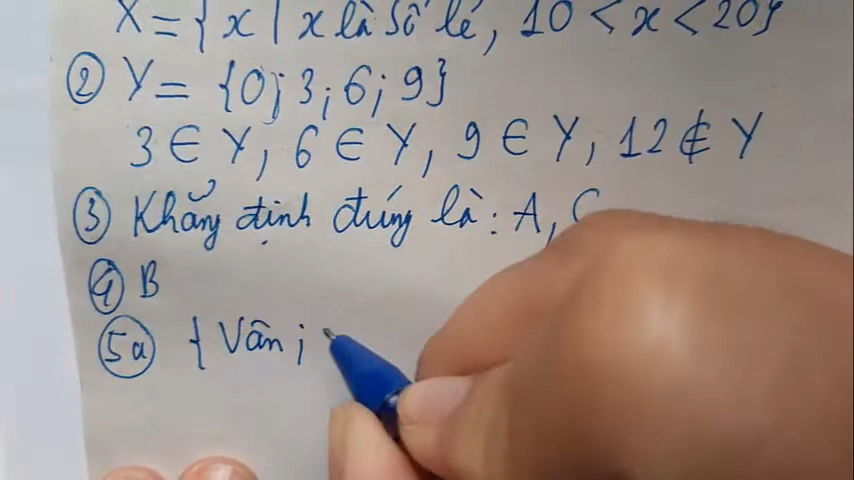 X = { x | x là số lẻ, 10 < x < 20}
② Y = {0; 3; 6; 9}
3 ∈ Y, 6 ∈ Y, 9 ∈ Y, 12 ∉ Y
③ Khẳng định đúng là: A, C
④ B
5a { Vân ;